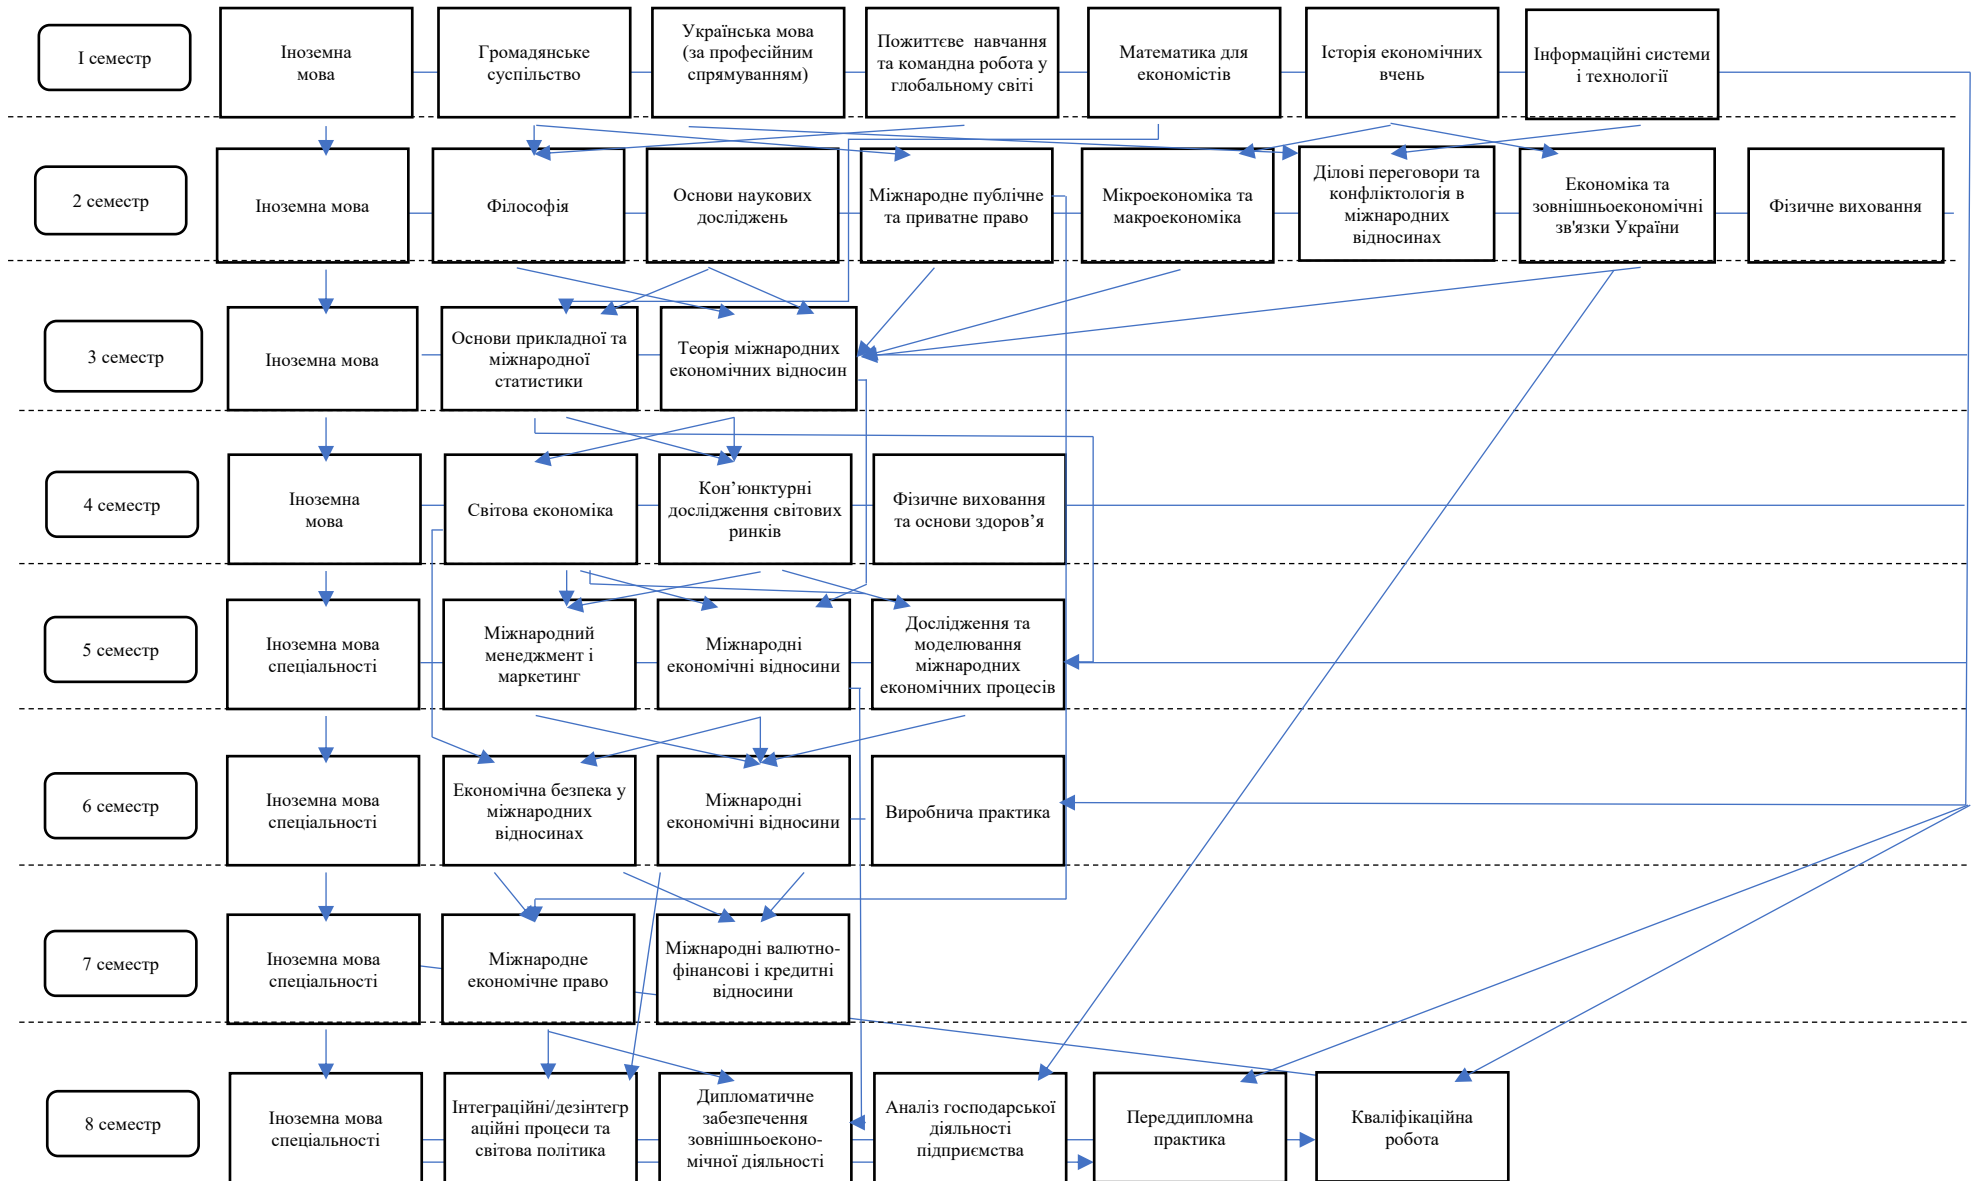 I семестр
Іноземна
мова
Громадянське
суспільство
Українська мова
(за професійним
спрямуванням)
Пожиттєве навчання
та командна робота у
глобальному світі
Математика для
економістів
Історія економічних
вчень
Інформаційні системи
і технології
2 семестр
Іноземна мова
Філософія
Основи наукових
досліджень
Міжнародне публічне
та приватне право
Мікроекономіка та
макроекономіка
Ділові переговори та
конфліктологія в
міжнародних
відносинах
Економіка та
зовнішньоекономічні
зв'язки України
Фізичне виховання
3 семестр
Іноземна мова
Основи прикладної та
міжнародної
статистики
Теорія міжнародних
економічних відносин
4 семестр
Іноземна
мова
Світова економіка
Кон’юнктурні
дослідження світових
ринків
Фізичне виховання
та основи здоров’я
5 семестр
Іноземна мова
спеціальності
Міжнародний
менеджмент і
маркетинг
Міжнародні
економічні відносини
Дослідження та
моделювання
міжнародних
економічних процесів
6 семестр
Іноземна мова
спеціальності
Економічна безпека у
міжнародних
відносинах
Міжнародні
економічні відносини
Виробнича практика
7 семестр
Іноземна мова
спеціальності
Міжнародне
економічне право
Міжнародні валютно-
фінансові і кредитні
відносини
8 семестр
Іноземна мова
спеціальності
Інтеграційні/дезінтегр
аційні процеси та
світова політика
Дипломатичне
забезпечення
зовнішньоеконо-
мічної діяльності
Аналіз господарської
діяльності
підприємства
Переддипломна
практика
Кваліфікаційна
робота